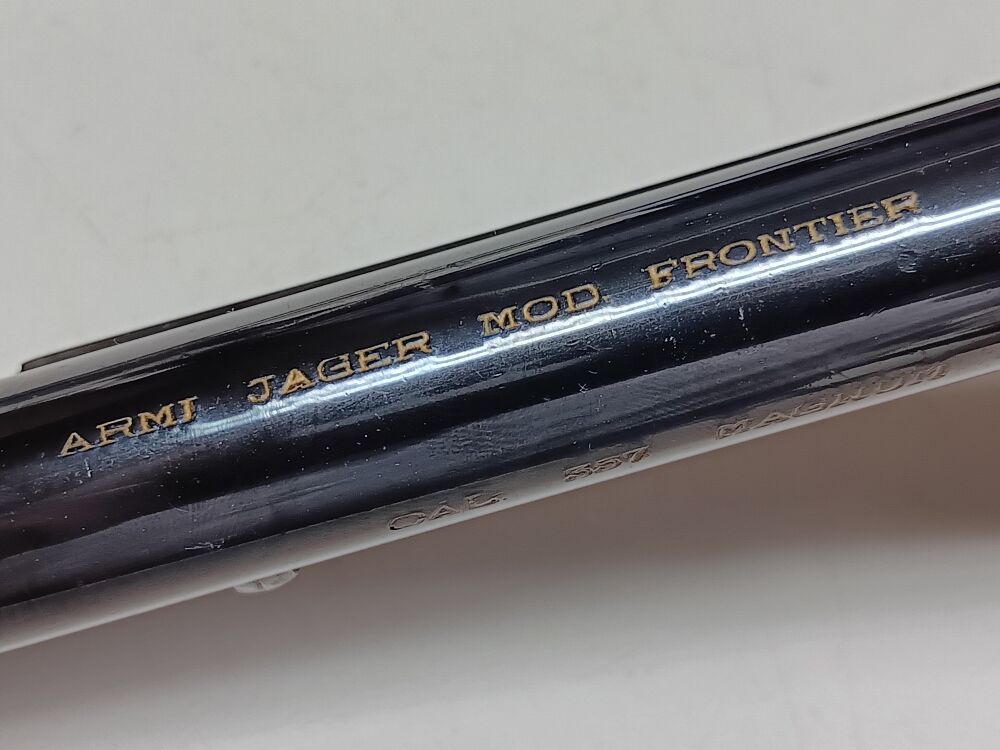 ARMI JAGER MOD. FRONTIER
CAL. 357 MAGNUM